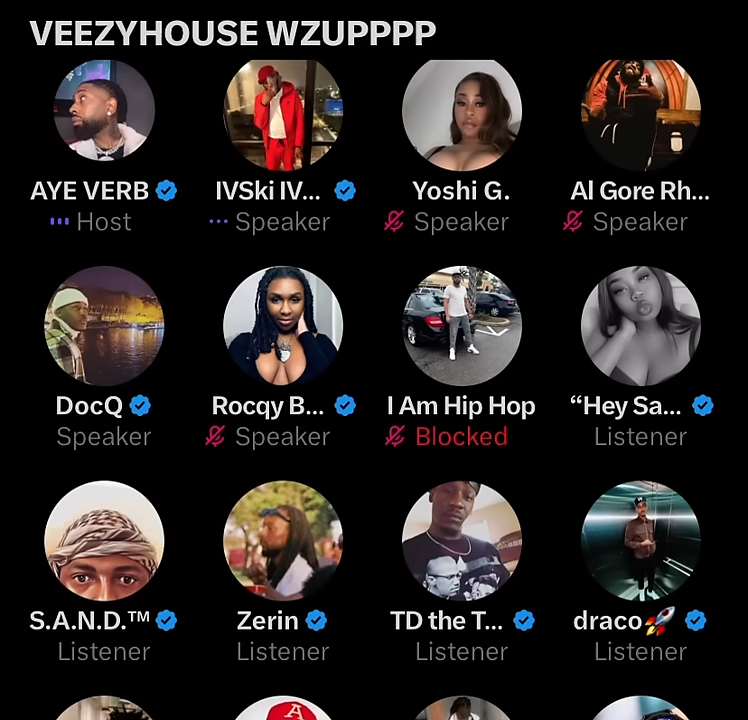 VEEZYHOUSE WZUPPPP
AYE VERB IVSki IV... Yoshi G. Al Gore Rh...
Host Speaker Speaker Speaker
DocQ Rocqy B... I Am Hip Hop “Hey Sa...
Speaker Speaker Blocked Listener
S.A.N.D.™ Zerin TD the T... draco🚀
Listener Listener Listener Listener
A